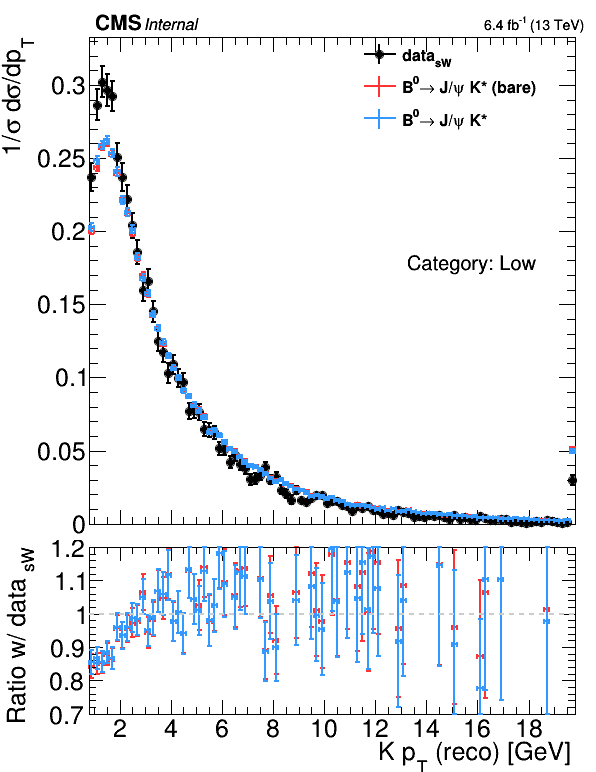 CMS Internal 6.4 fb⁻¹ (13 TeV)
1/σ dσ/dp_T
data_sW
B⁰→ J/ψ K* (bare)
B⁰→ J/ψ K*
Category: Low
0.3
0.25
0.2
0.15
0.1
0.05
0
Ratio w/ data sW
1.2
1.1
1
0.9
0.8
0.7
2 4 6 8 10 12 14 16 18
K p_T (reco) [GeV]